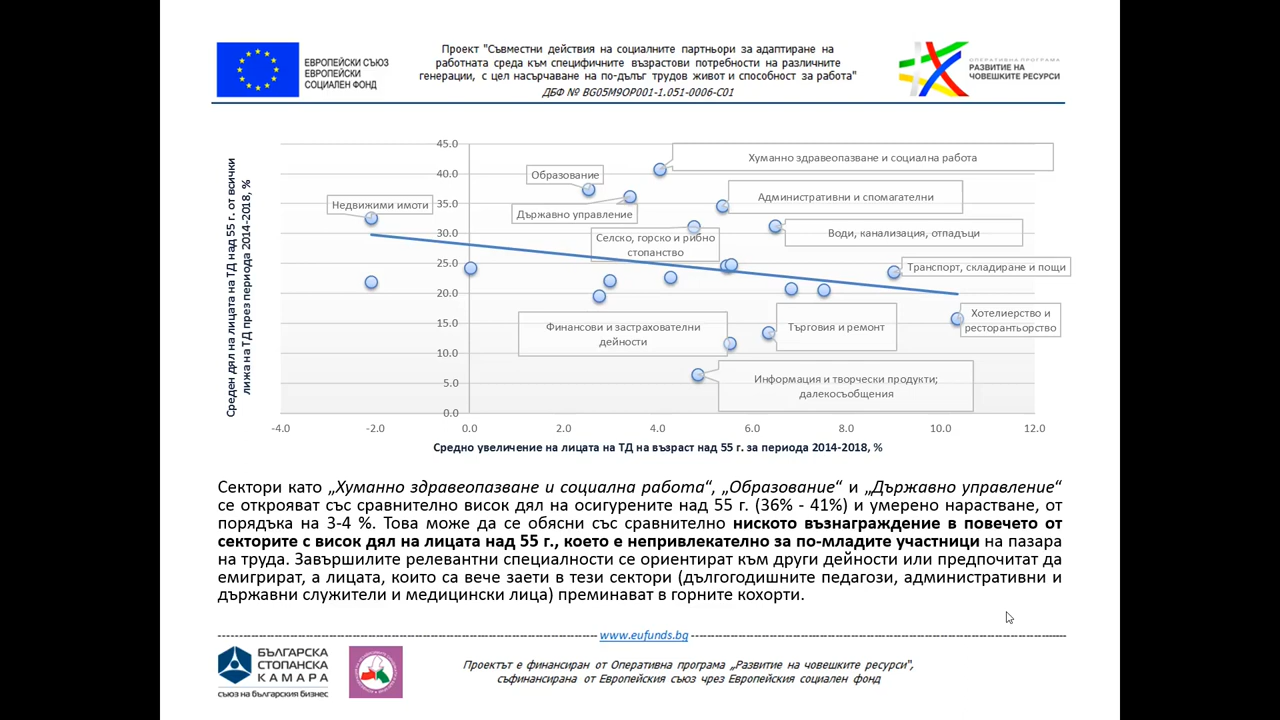 ЕВРОПЕЙСКИ СЪЮЗ
ЕВРОПЕЙСКИ
СОЦИАЛЕН ФОНД
Проект "Съвместни действия на социалните партньори за адаптиране на
работната среда към специфичните възрастови потребности на различните
генерации, с цел насърчаване на по-дълъг трудов живот и способност за работа"
ДБФ № BG05M9OP001-1.051-0006-C01
ОПЕРАТИВНА ПРОГРАМА
РАЗВИТИЕ НА
ЧОВЕШКИТЕ РЕСУРСИ
Среден дял на лицата на ТД над 55 г. от всички
лижа на ТД през периода 2014-2018, %
45.0
40.0
35.0
30.0
25.0
20.0
15.0
10.0
5.0
0.0
Хуманно здравеопазване и социална работа
Образование
Административни и спомагателни
Недвижими имоти
Държавно управление
Води, канализация, отпадъци
Селско, горско и рибно
стопанство
Транспорт, складиране и пощи
Хотелиерство и
ресторантьорство
Финансови и застрахователни
дейности
Търговия и ремонт
Информация и творчески продукти;
далекосъобщения
-4.0 -2.0 0.0 2.0 4.0 6.0 8.0 10.0 12.0
Средно увеличение на лицата на ТД на възраст над 55 г. за периода 2014-2018, %
Сектори като „Хуманно здравеопазване и социална работа“, „Образование“ и „Държавно управление“
се открояват със сравнително висок дял на осигурените над 55 г. (36% - 41%) и умерено нарастване, от
порядъка на 3-4 %. Това може да се обясни със сравнително ниското възнаграждение в повечето от
секторите с висок дял на лицата над 55 г., което е непривлекателно за по-младите участници на пазара
на труда. Завършилите релевантни специалности се ориентират към други дейности или предпочитат да
емигрират, а лицата, които са вече заети в тези сектори (дългогодишните педагози, административни и
държавни служители и медицински лица) преминават в горните кохорти.
www.eufunds.bg
БЪЛГАРСКА
СТОПАНСКА
КАМАРА
СЪЮЗ НА БЪЛГАРСКИЯ БИЗНЕС
Проектът е финансиран от Оперативна програма „Развитие на човешките ресурси",
съфинансирана от Европейския съюз чрез Европейския социален фонд